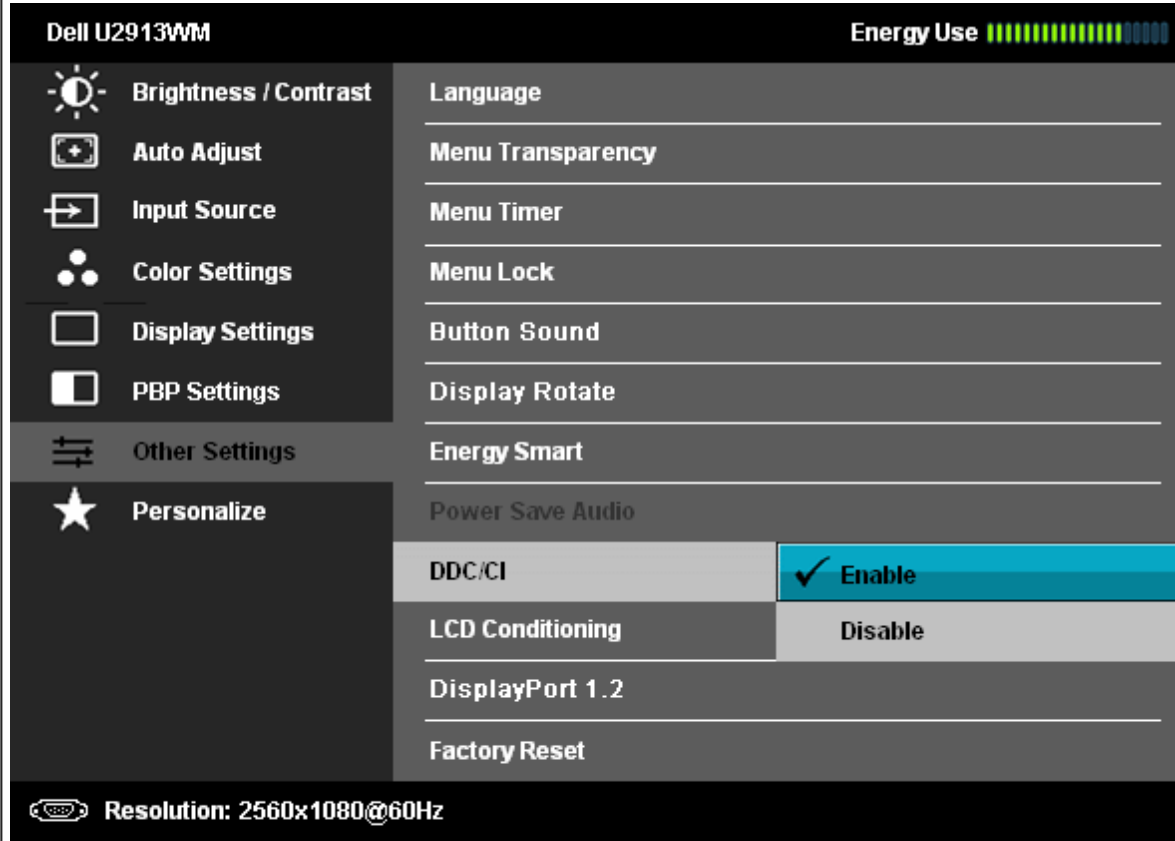 Dell U2913WM Energy Use
Brightness / Contrast
Auto Adjust
Input Source
Color Settings
Display Settings
PBP Settings
Other Settings
Personalize
Language
Menu Transparency
Menu Timer
Menu Lock
Button Sound
Display Rotate
Energy Smart
Power Save Audio
DDC/CI
Enable
Disable
LCD Conditioning
DisplayPort 1.2
Factory Reset
Resolution: 2560x1080@60Hz